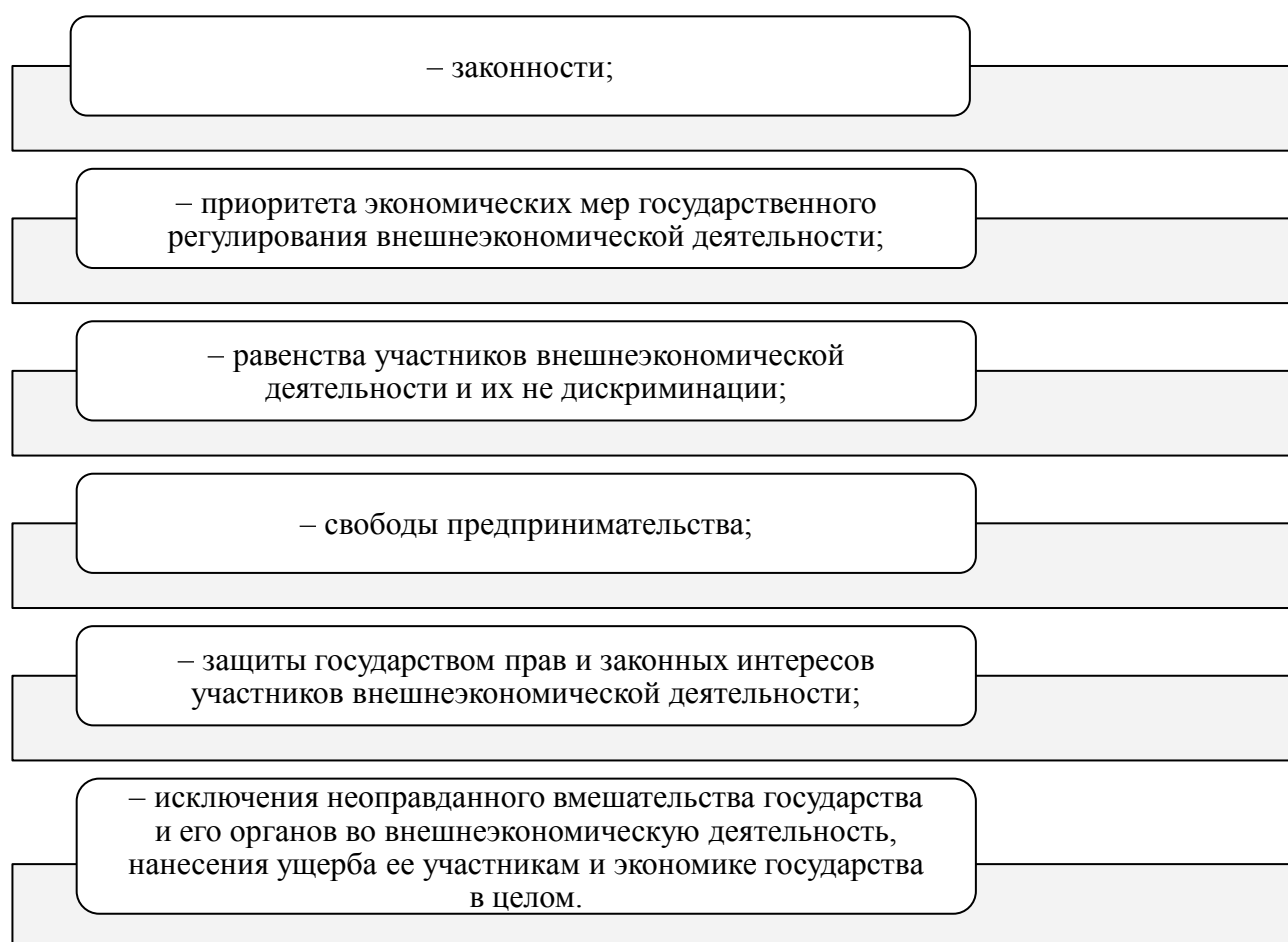 – законности;
– приоритета экономических мер государственного
регулирования внешнеэкономической деятельности;
– равенства участников внешнеэкономической
деятельности и их не дискриминации;
– свободы предпринимательства;
– защиты государством прав и законных интересов
участников внешнеэкономической деятельности;
– исключения неоправданного вмешательства государства
и его органов во внешнеэкономическую деятельность,
нанесения ущерба ее участникам и экономике государства
в целом.